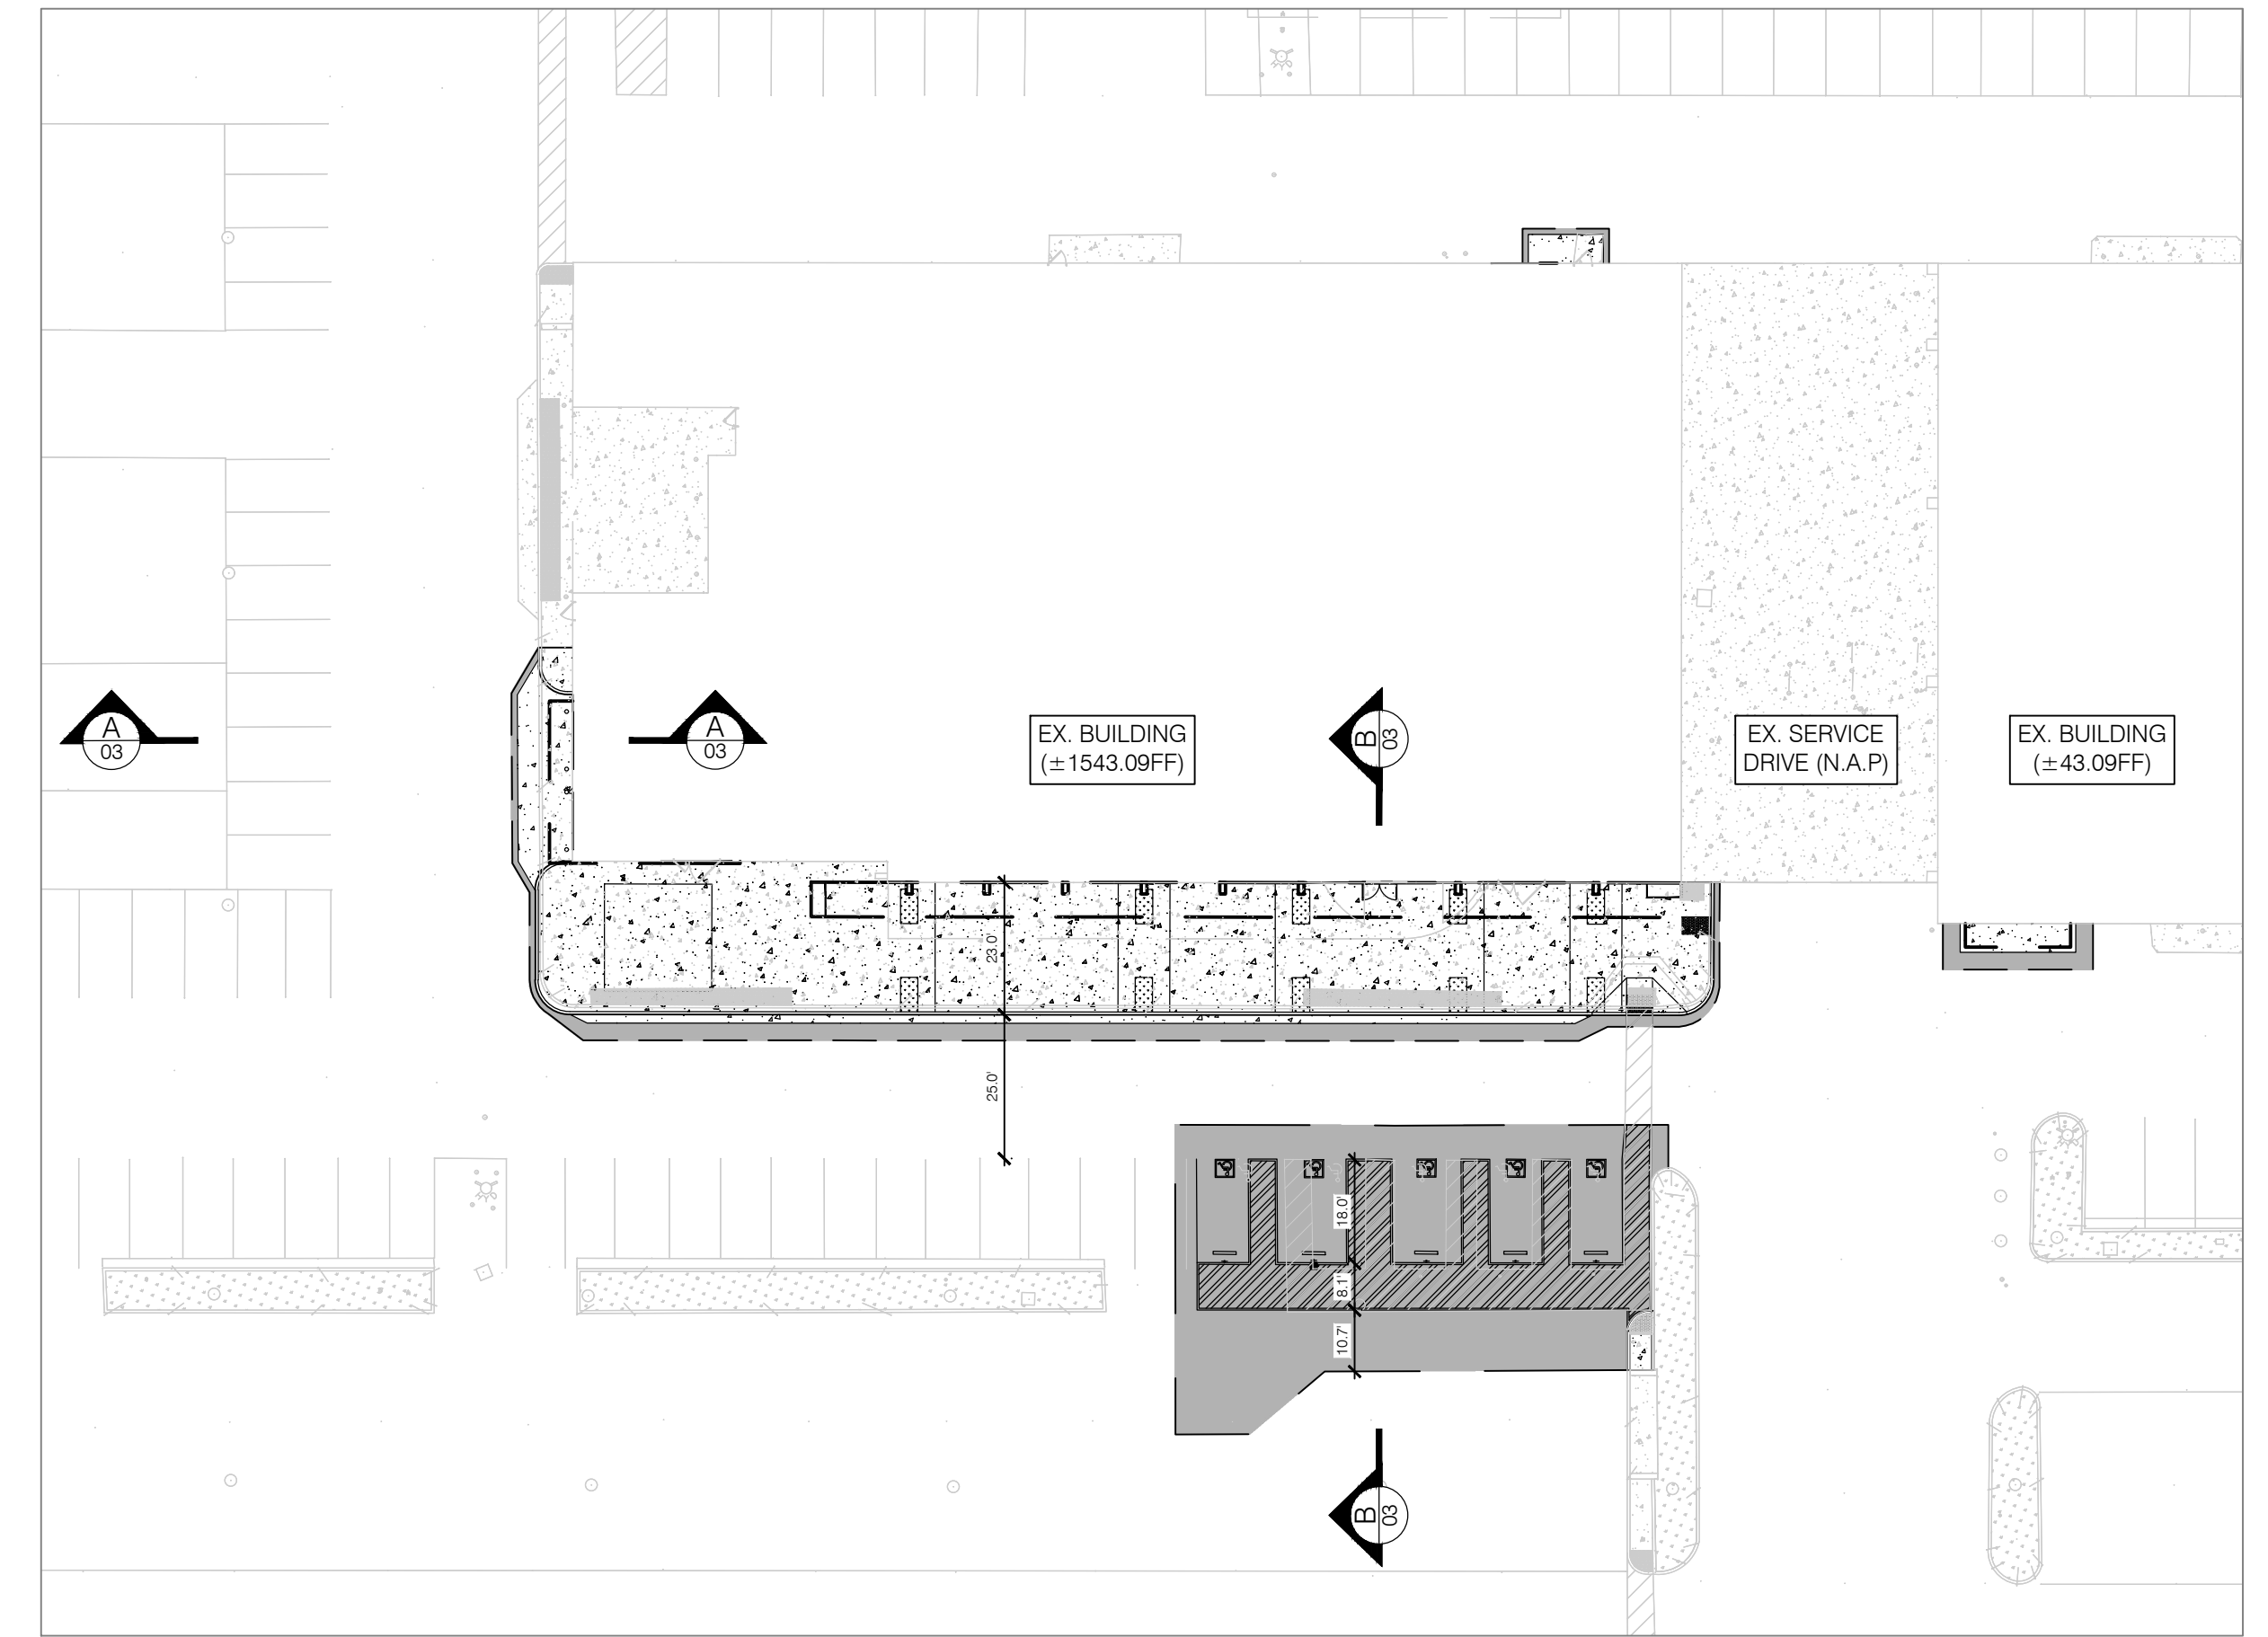 A
03
A
03
EX. BUILDING
(±1543.09FF)
B
03
EX. SERVICE
DRIVE (N.A.P)
EX. BUILDING
(±43.09FF)
23.0'
25.0'
18.0'
8.1'
10.7'
B
03